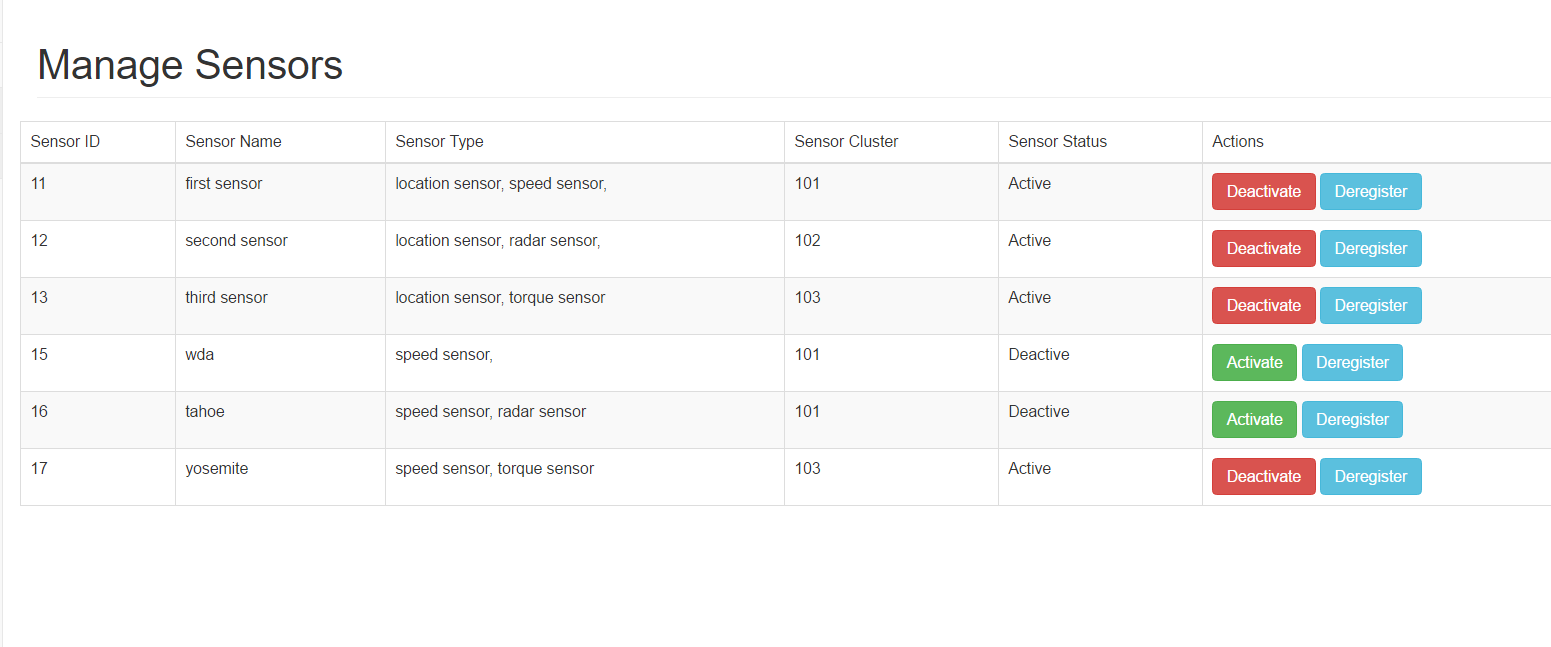 Manage Sensors
Sensor ID Sensor Name Sensor Type Sensor Cluster Sensor Status Actions
11 first sensor location sensor, speed sensor, 101 Active Deactivate Deregister
12 second sensor location sensor, radar sensor, 102 Active Deactivate Deregister
13 third sensor location sensor, torque sensor 103 Active Deactivate Deregister
15 wda speed sensor, 101 Deactive Activate Deregister
16 tahoe speed sensor, radar sensor 101 Deactive Activate Deregister
17 yosemite speed sensor, torque sensor 103 Active Deactivate Deregister